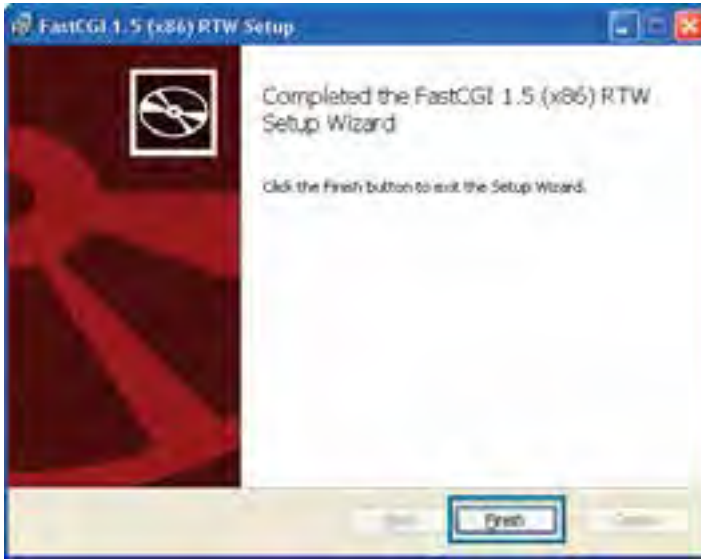 FastCGI 1.5 (x86) RTW Setup
Completed the FastCGI 1.5 (x86) RTW
Setup Wizard
Click the Finish button to exit the Setup Wizard.
Finish